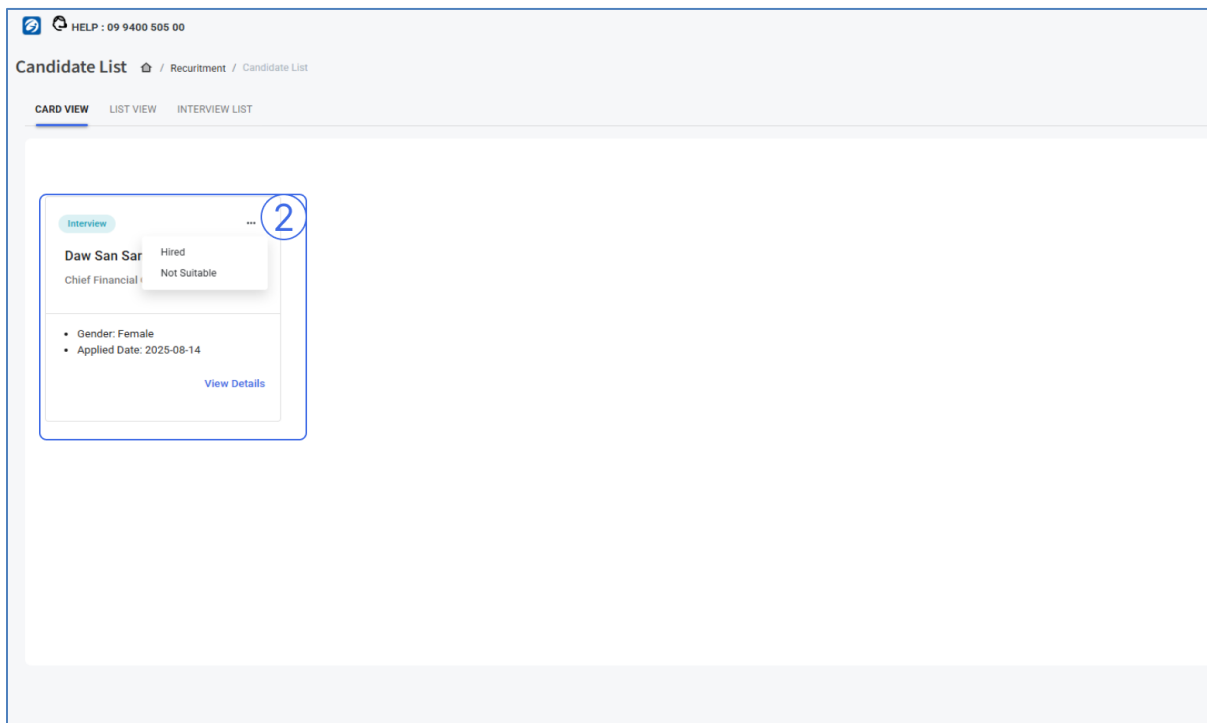 HELP : 09 9400 505 00
Candidate List / Recuritment / Candidate List
CARD VIEW LIST VIEW INTERVIEW LIST
Interview ... 2
Daw San Sar
Hired
Chief Financial
Not Suitable
• Gender: Female
• Applied Date: 2025-08-14
View Details